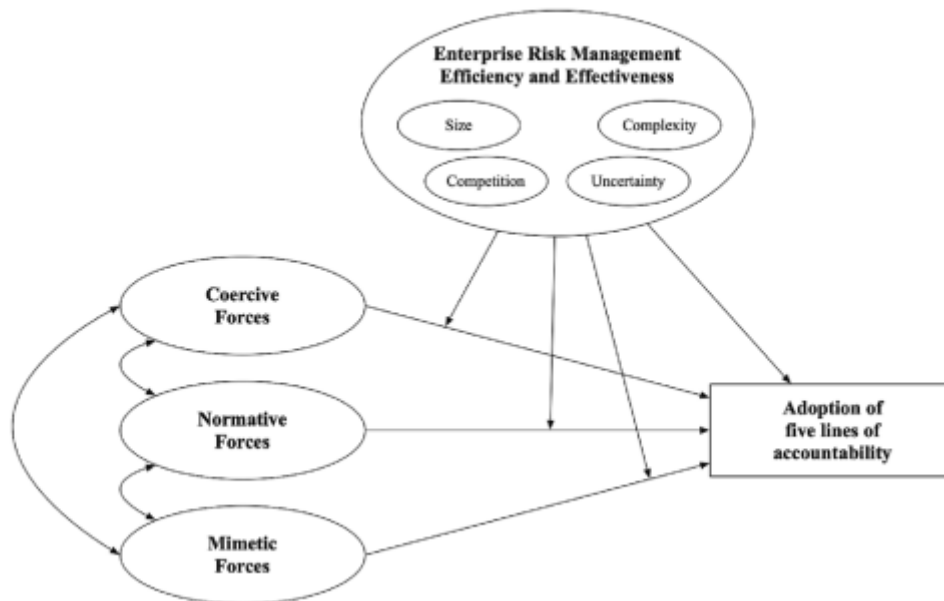 Enterprise Risk Management
Efficiency and Effectiveness
Size
Complexity
Competition
Uncertainty
Coercive
Forces
Normative
Forces
Adoption of
five lines of
accountability
Mimetic
Forces